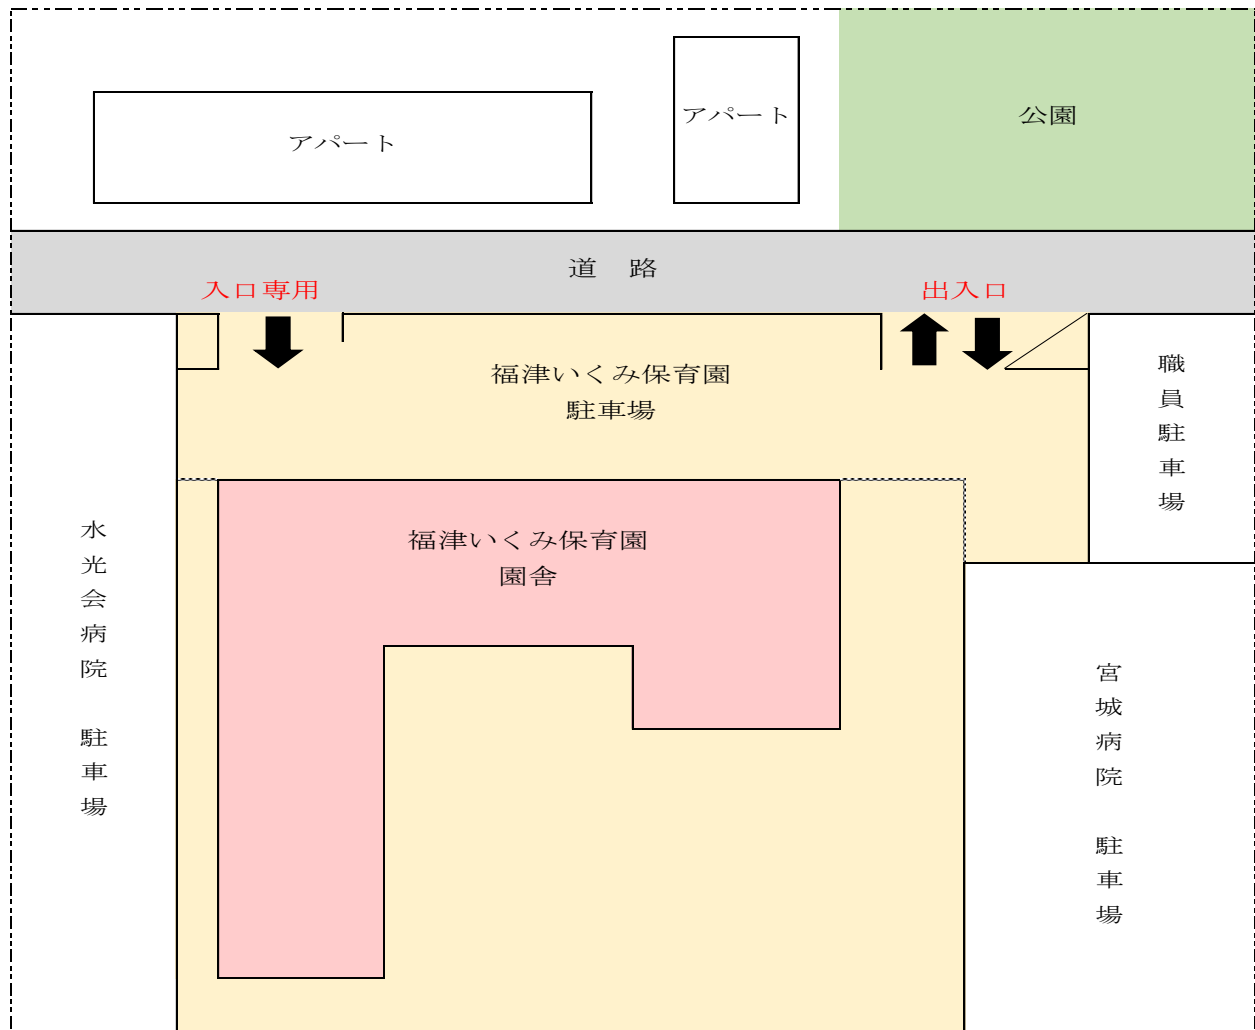 アパート
アパート
公園
道　路
入口専用
出入口
福津いくみ保育園
駐車場
職員駐車場
福津いくみ保育園
園舎
水光会病院　駐車場
宮城病院　駐車場